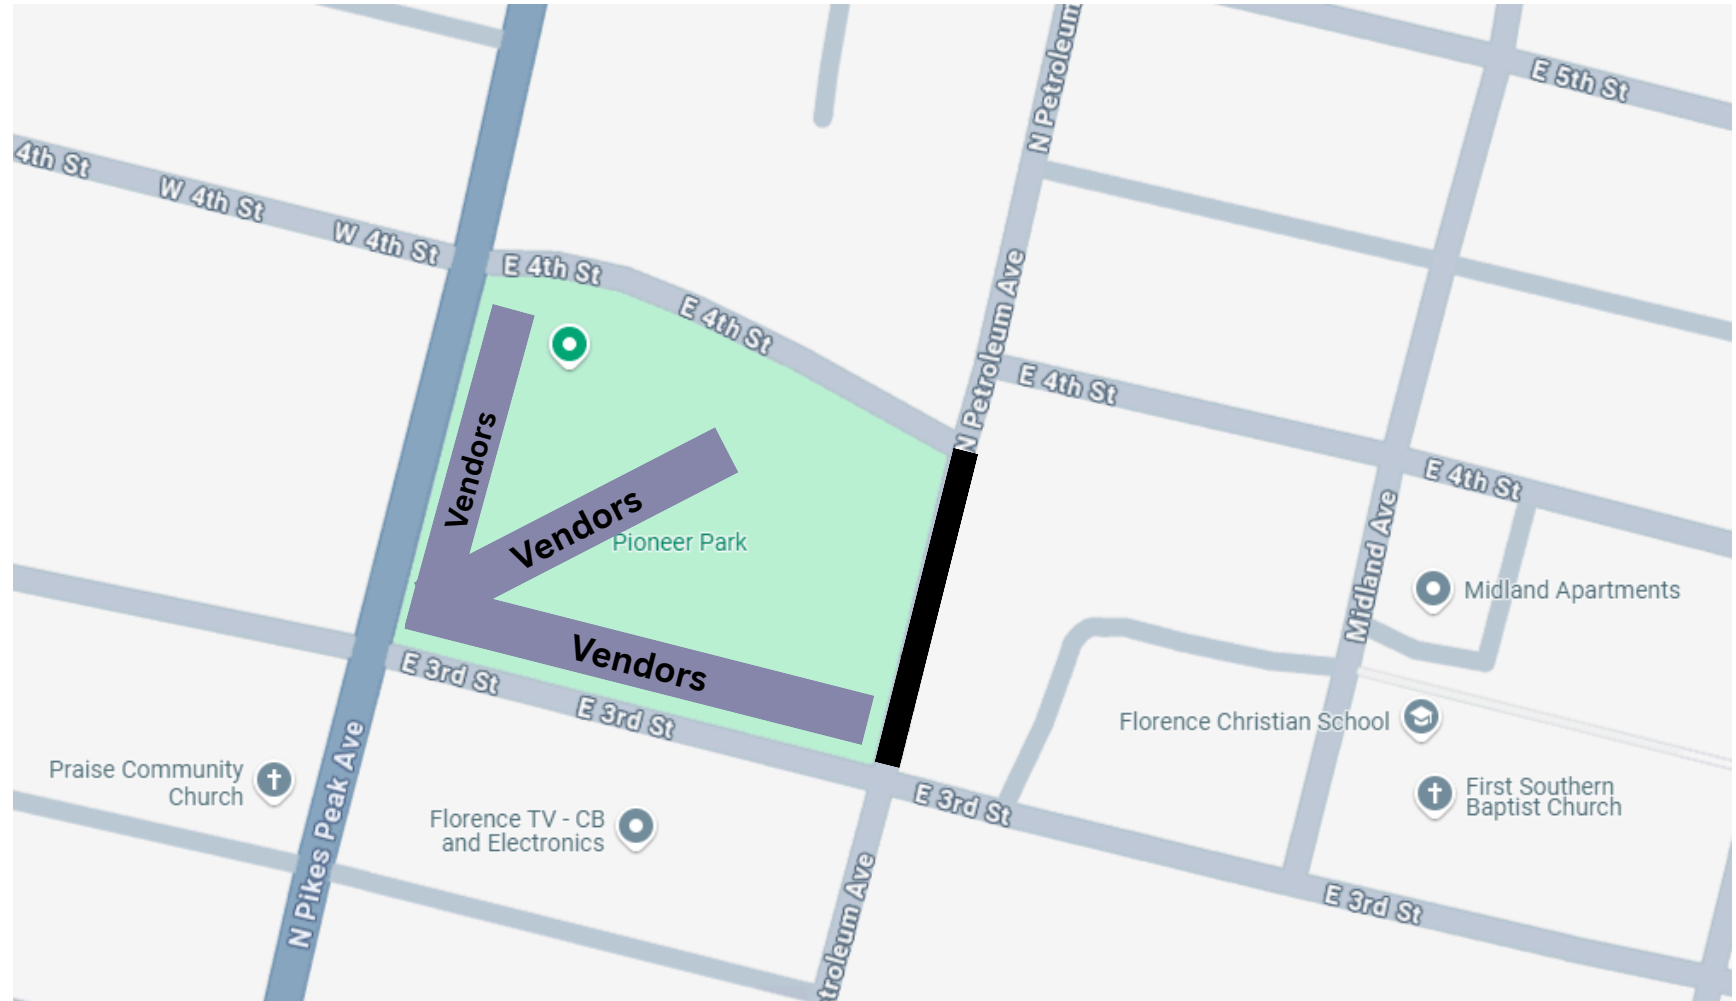 E 5th St
N Petroleum
4th St
W 4th St
W 4th St
E 4th St
E 4th St
N Petroleum Ave
E 4th St
N Petroleum Ave
E 4th St
Vendors
Vendors
Pioneer Park
Midland Ave
Midland Apartments
Vendors
E 3rd St
E 3rd St
Florence Christian School
Praise Community
Church
N Pikes Peak Ave
Florence TV - CB
and Electronics
E 3rd St
First Southern
Baptist Church
troleum Ave
E 3rd St